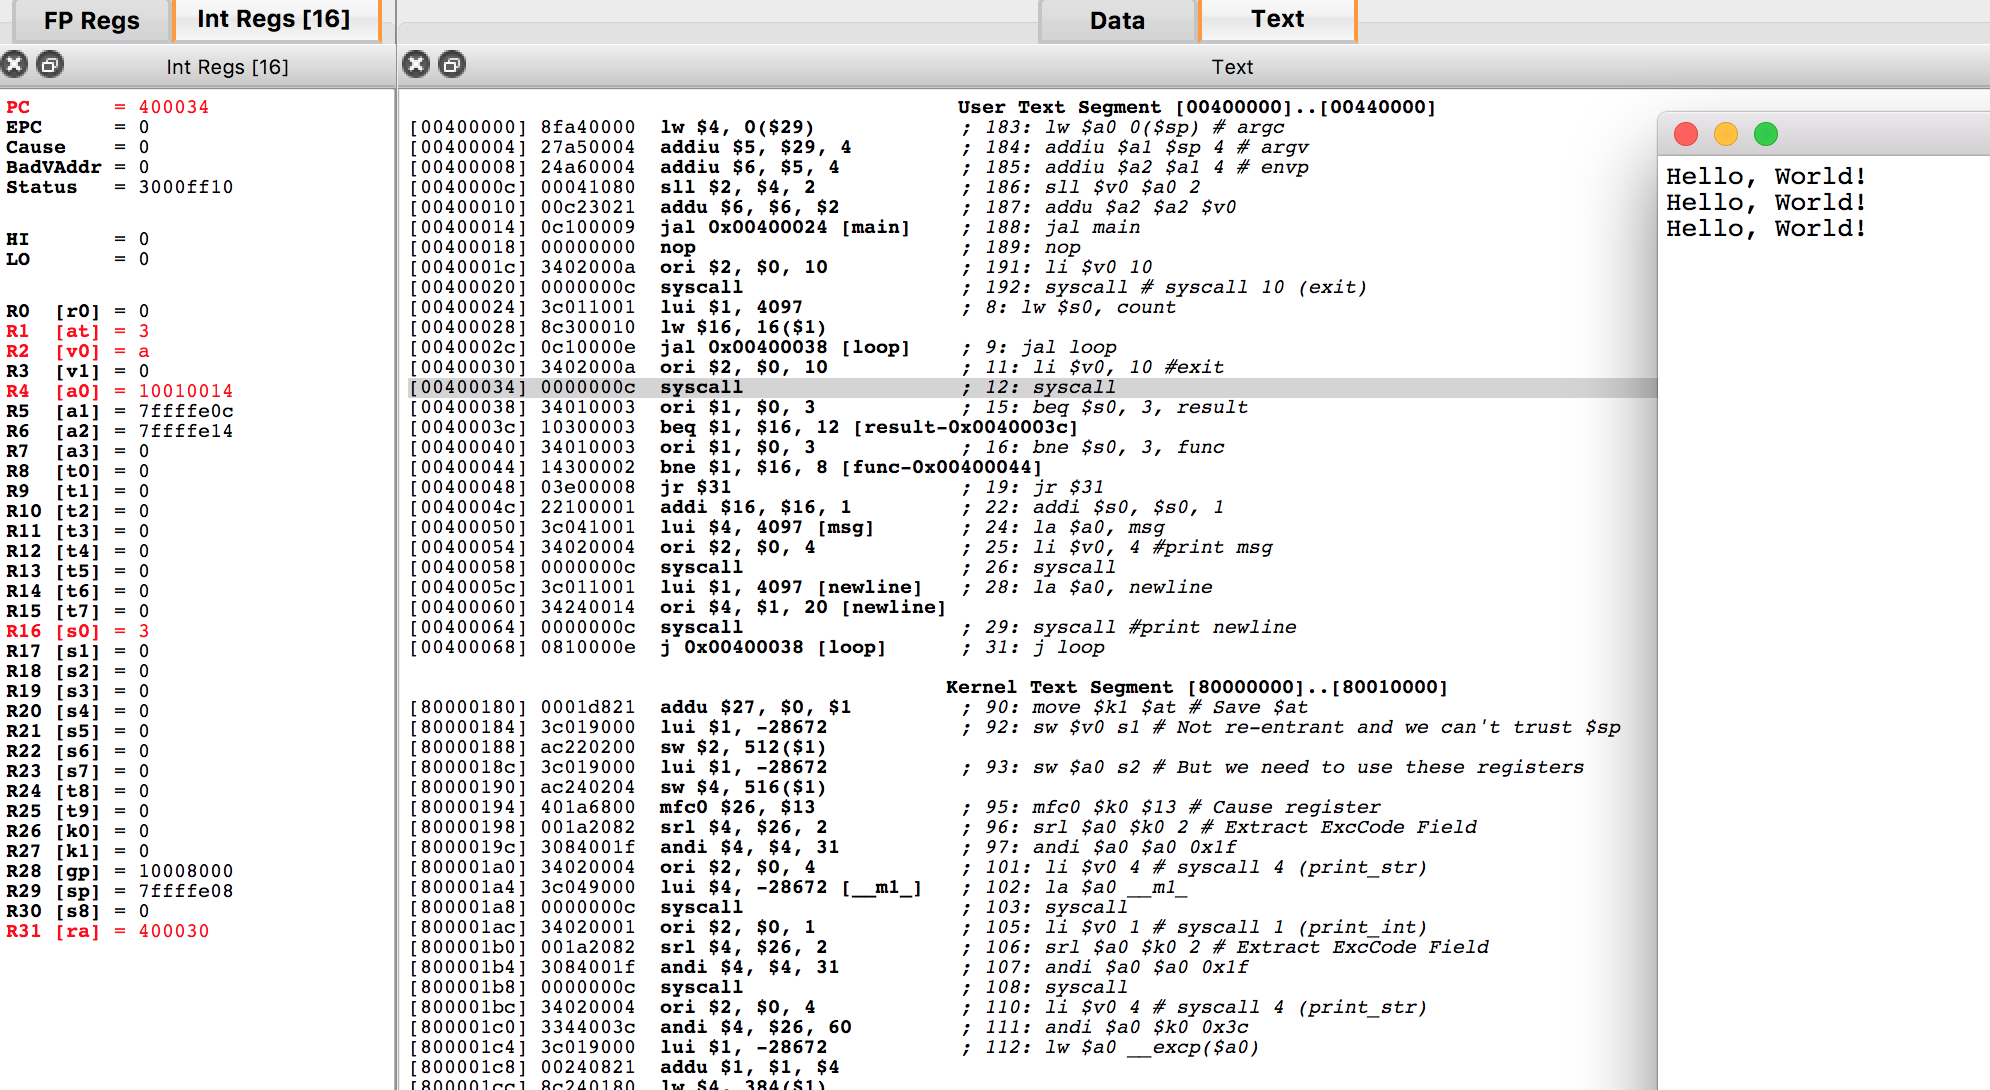 FP Regs Int Regs [16] Data Text
Int Regs [16] Text
PC = 400034
EPC = 0
Cause = 0
BadVAddr = 0
Status = 3000ff10
HI = 0
LO = 0
R0 [r0] = 0
R1 [at] = 3
R2 [v0] = a
R3 [v1] = 0
R4 [a0] = 10010014
R5 [a1] = 7ffffe0c
R6 [a2] = 7ffffe14
R7 [a3] = 0
R8 [t0] = 0
R9 [t1] = 0
R10 [t2] = 0
R11 [t3] = 0
R12 [t4] = 0
R13 [t5] = 0
R14 [t6] = 0
R15 [t7] = 0
R16 [s0] = 3
R17 [s1] = 0
R18 [s2] = 0
R19 [s3] = 0
R20 [s4] = 0
R21 [s5] = 0
R22 [s6] = 0
R23 [s7] = 0
R24 [t8] = 0
R25 [t9] = 0
R26 [k0] = 0
R27 [k1] = 0
R28 [gp] = 10008000
R29 [sp] = 7ffffe08
R30 [s8] = 0
R31 [ra] = 400030
User Text Segment [00400000]..[00440000]
[00400000] 8fa40000 lw $4, 0($29) ; 183: lw $a0 0($sp) # argc
[00400004] 27a50004 addiu $5, $29, 4 ; 184: addiu $a1 $sp 4 # argv
[00400008] 24a60004 addiu $6, $5, 4 ; 185: addiu $a2 $a1 4 # envp
[0040000c] 00041080 sll $2, $4, 2 ; 186: sll $v0 $a0 2
[00400010] 00c23021 addu $6, $6, $2 ; 187: addu $a2 $a2 $v0
[00400014] 0c100009 jal 0x00400024 [main] ; 188: jal main
[00400018] 00000000 nop ; 189: nop
[0040001c] 3402000a ori $2, $0, 10 ; 191: li $v0 10
[00400020] 0000000c syscall ; 192: syscall # syscall 10 (exit)
[00400024] 3c011001 lui $1, 4097 ; 8: lw $s0, count
[00400028] 8c300010 lw $16, 16($1)
[0040002c] 0c10000e jal 0x00400038 [loop] ; 9: jal loop
[00400030] 3402000a ori $2, $0, 10 ; 11: li $v0, 10 #exit
[00400034] 0000000c syscall ; 12: syscall
[00400038] 34010003 ori $1, $0, 3 ; 15: beq $s0, 3, result
[0040003c] 10300003 beq $1, $16, 12 [result-0x0040003c]
[00400040] 34010003 ori $1, $0, 3 ; 16: bne $s0, 3, func
[00400044] 14300002 bne $1, $16, 8 [func-0x00400044]
[00400048] 03e00008 jr $31 ; 19: jr $31
[0040004c] 22100001 addi $16, $16, 1 ; 22: addi $s0, $s0, 1
[00400050] 3c041001 lui $4, 4097 [msg] ; 24: la $a0, msg
[00400054] 34020004 ori $2, $0, 4 ; 25: li $v0, 4 #print msg
[00400058] 0000000c syscall ; 26: syscall
[0040005c] 3c011001 lui $1, 4097 [newline] ; 28: la $a0, newline
[00400060] 34240014 ori $4, $1, 20 [newline]
[00400064] 0000000c syscall ; 29: syscall #print newline
[00400068] 0810000e j 0x00400038 [loop] ; 31: j loop
Kernel Text Segment [80000000]..[80010000]
[80000180] 0001d821 addu $27, $0, $1 ; 90: move $k1 $at # Save $at
[80000184] 3c019000 lui $1, -28672 ; 92: sw $v0 s1 # Not re-entrant and we can't trust $sp
[80000188] ac220200 sw $2, 512($1)
[8000018c] 3c019000 lui $1, -28672 ; 93: sw $a0 s2 # But we need to use these registers
[80000190] ac240204 sw $4, 516($1)
[80000194] 401a6800 mfc0 $26, $13 ; 95: mfc0 $k0 $13 # Cause register
[80000198] 001a2082 srl $4, $26, 2 ; 96: srl $a0 $k0 2 # Extract ExcCode Field
[8000019c] 3084001f andi $4, $4, 31 ; 97: andi $a0 $a0 0x1f
[800001a0] 34020004 ori $2, $0, 4 ; 101: li $v0 4 # syscall 4 (print_str)
[800001a4] 3c049000 lui $4, -28672 [__m1_] ; 102: la $a0 __m1_
[800001a8] 0000000c syscall ; 103: syscall
[800001ac] 34020001 ori $2, $0, 1 ; 105: li $v0 1 # syscall 1 (print_int)
[800001b0] 001a2082 srl $4, $26, 2 ; 106: srl $a0 $k0 2 # Extract ExcCode Field
[800001b4] 3084001f andi $4, $4, 31 ; 107: andi $a0 $a0 0x1f
[800001b8] 0000000c syscall ; 108: syscall
[800001bc] 34020004 ori $2, $0, 4 ; 110: li $v0 4 # syscall 4 (print_str)
[800001c0] 3344003c andi $4, $26, 60 ; 111: andi $a0 $k0 0x3c
[800001c4] 3c019000 lui $1, -28672 ; 112: lw $a0 __excp($a0)
[800001c8] 00240821 addu $1, $1, $4
[800001cc] 8c240180 lw $4, 384($1)
Hello, World!
Hello, World!
Hello, World!